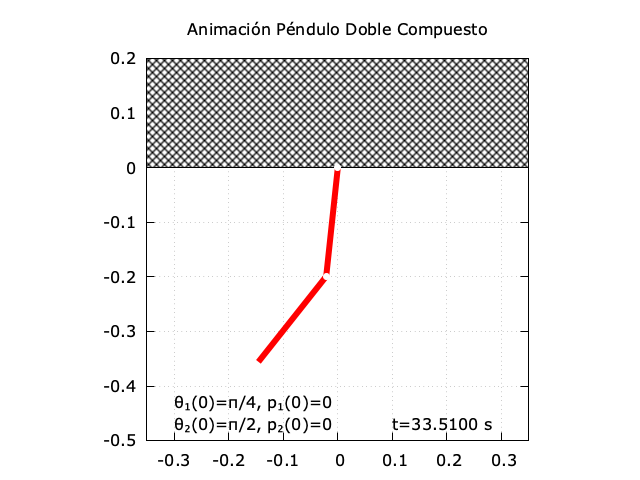 Animación Péndulo Doble Compuesto
0.2
0.1
0
-0.1
-0.2
-0.3
-0.4
-0.5
θ₁(0)=π/4, p₁(0)=0
θ₂(0)=π/2, p₂(0)=0 t=33.5100 s
-0.3 -0.2 -0.1 0 0.1 0.2 0.3